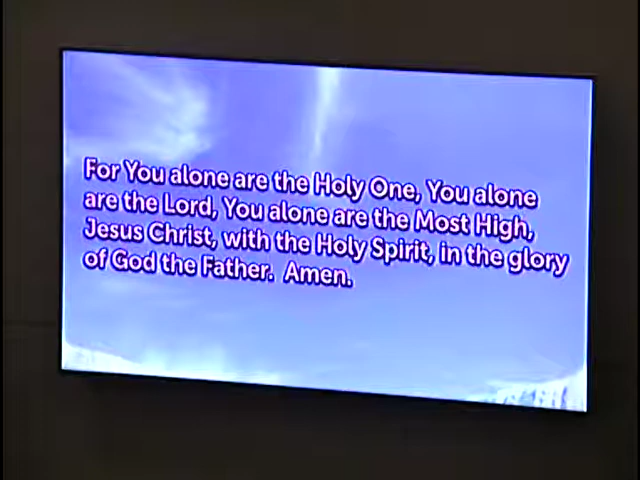 For You alone are the Holy One, You alone
are the Lord, You alone are the Most High,
Jesus Christ, with the Holy Spirit, in the glory
of God the Father.  Amen.